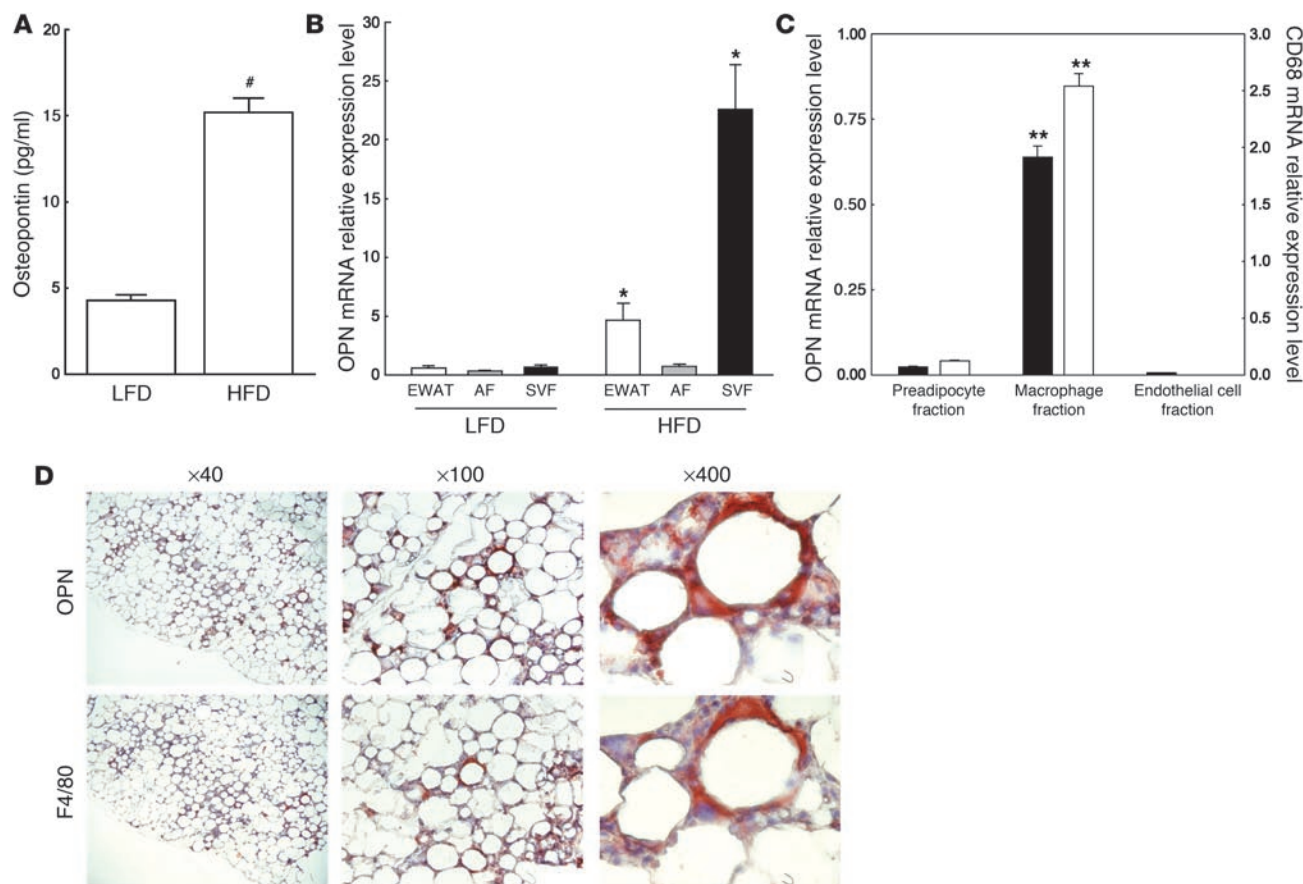 A
Osteopontin (pg/ml)
20
15
10
5
0
#
LFD
HFD
B
OPN mRNA relative expression level
30
25
20
15
10
5
0
*
*
EWAT AF SVF EWAT AF SVF
LFD HFD
C
OPN mRNA relative expression level
1.00
0.75
0.50
0.25
0.00
**
**
3.0
2.5
2.0
1.5
1.0
0.5
0.0
CD68 mRNA relative expression level
Preadipocyte fraction
Macrophage fraction
Endothelial cell fraction
D
×40 ×100 ×400
OPN
F4/80